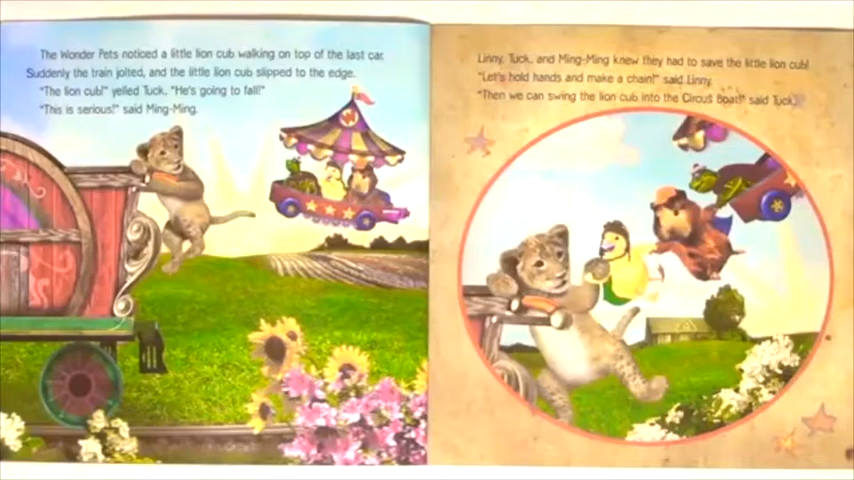 The Wonder Pets noticed a little lion cub walking on top of the last car.
Suddenly the train jolted, and the little lion cub slipped to the edge.
"The lion cub!" yelled Tuck. "He's going to fall!"
"This is serious!" said Ming-Ming.
Linny, Tuck, and Ming-Ming knew they had to save the little lion cub!
"Let's hold hands and make a chain!" said Linny.
"Then we can swing the lion cub into the Circus Boat!" said Tuck.